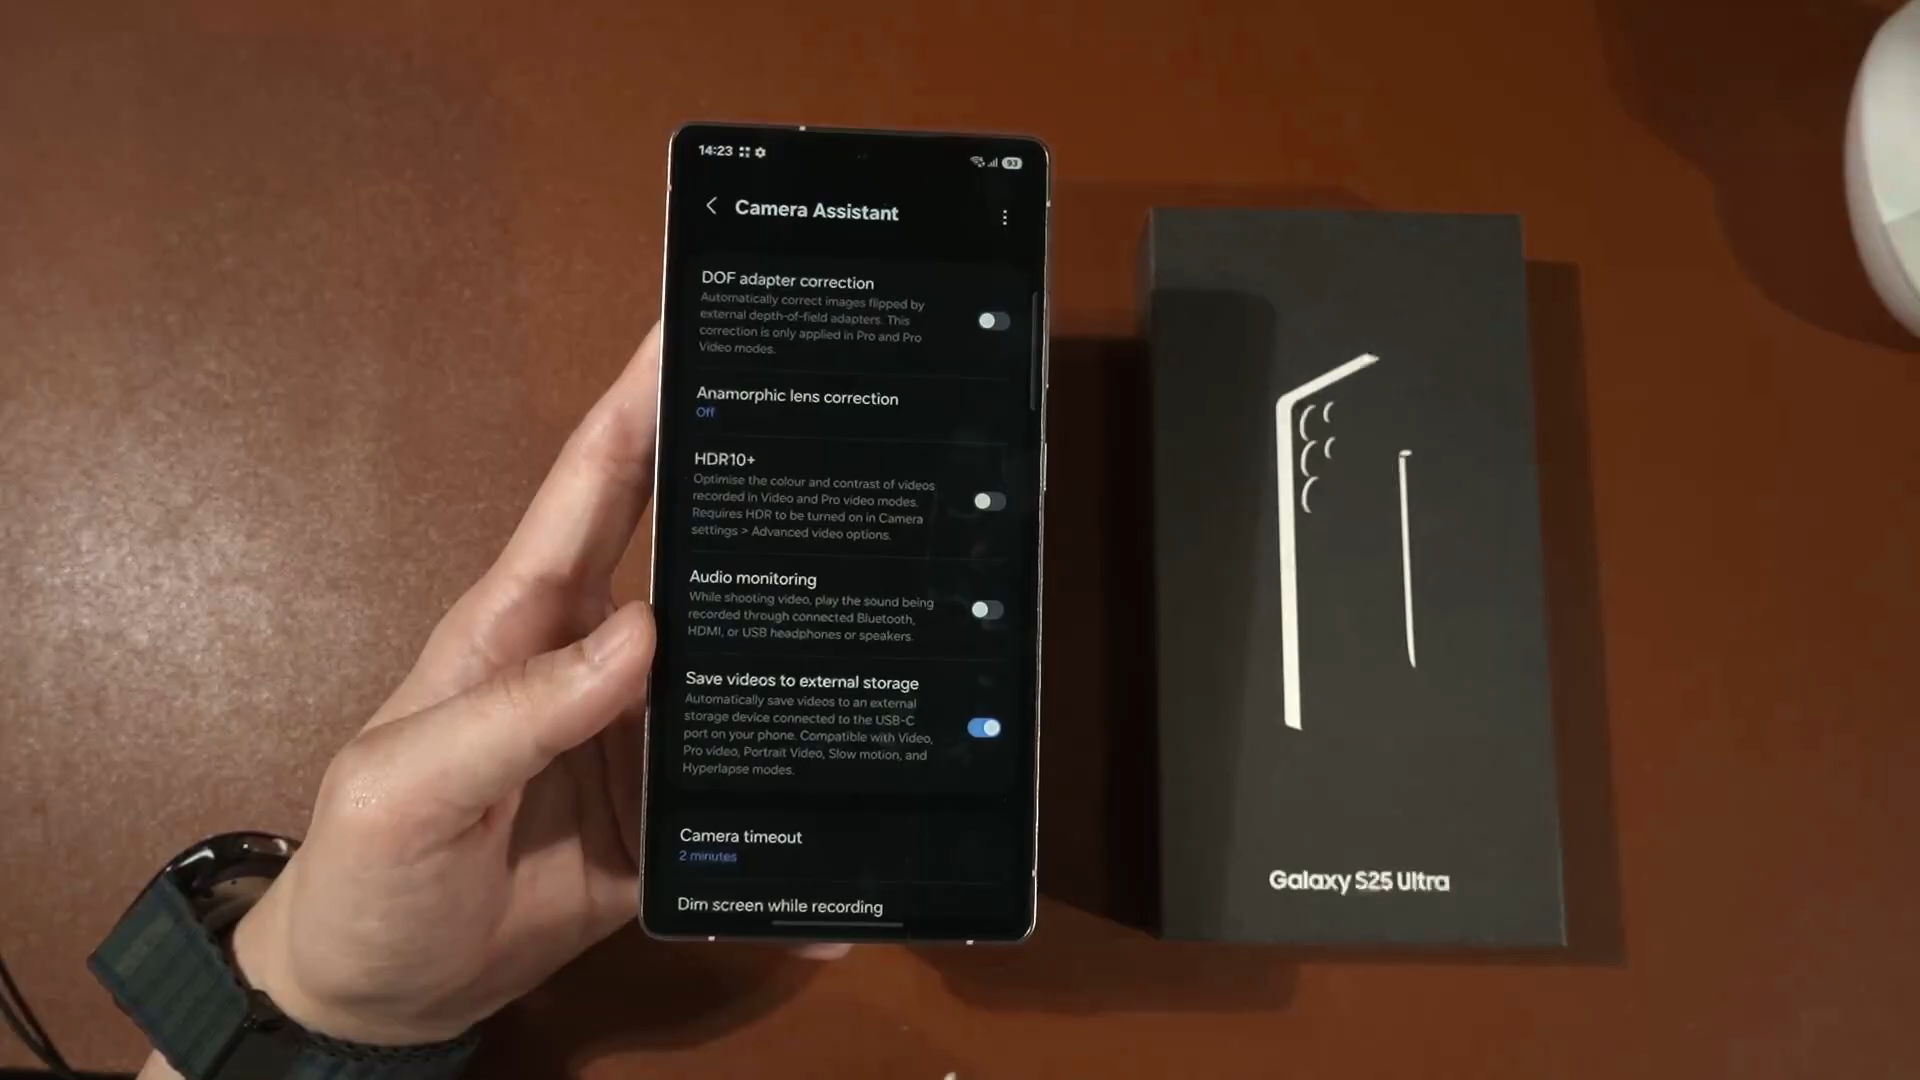 14:23
93
Camera Assistant
DOF adapter correction
Automatically correct images flipped by
external depth-of-field adapters. This
correction is only applied in Pro and Pro
Video modes.
Anamorphic lens correction
Off
HDR10+
Optimise the colour and contrast of videos
recorded in Video and Pro video modes.
Requires HDR to be turned on in Camera
settings > Advanced video options.
Audio monitoring
While shooting video, play the sound being
recorded through connected Bluetooth,
HDMI, or USB headphones or speakers.
Save videos to external storage
Automatically save videos to an external
storage device connected to the USB-C
port on your phone. Compatible with Video,
Pro video, Portrait Video, Slow motion, and
Hyperlapse modes.
Camera timeout
2 minutes
Dim screen while recording
Galaxy S25 Ultra